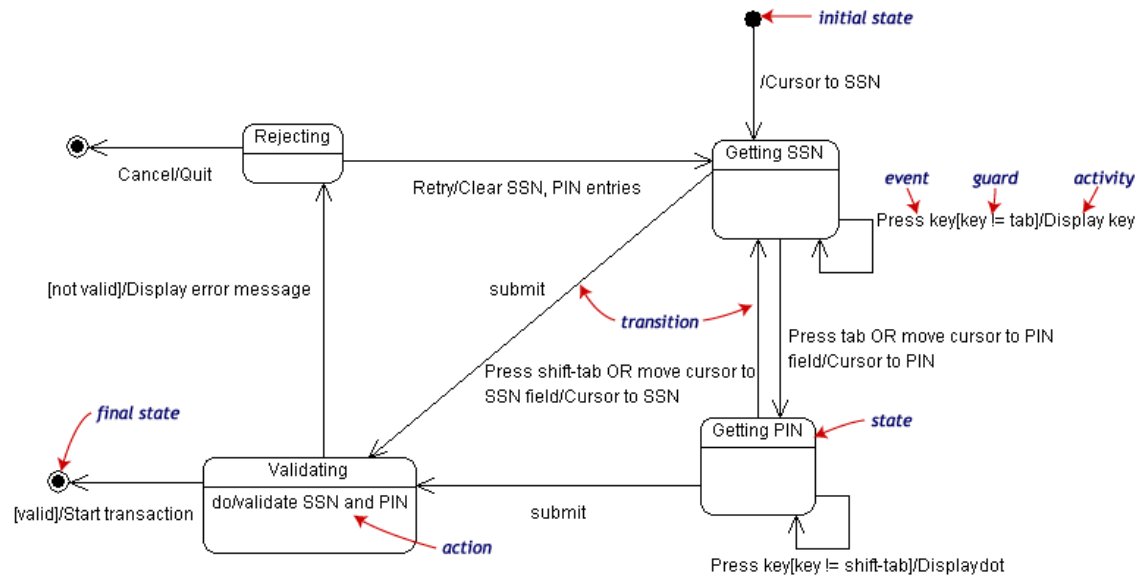 initial state
/Cursor to SSN
Rejecting
Getting SSN
Cancel/Quit
Retry/Clear SSN, PIN entries
event
guard
activity
Press key[key != tab]/Display key
[not valid]/Display error message
submit
transition
Press tab OR move cursor to PIN
field/Cursor to PIN
Press shift-tab OR move cursor to
SSN field/Cursor to SSN
final state
Getting PIN
state
Validating
do/validate SSN and PIN
[valid]/Start transaction
submit
action
Press key[key != shift-tab]/Displaydot